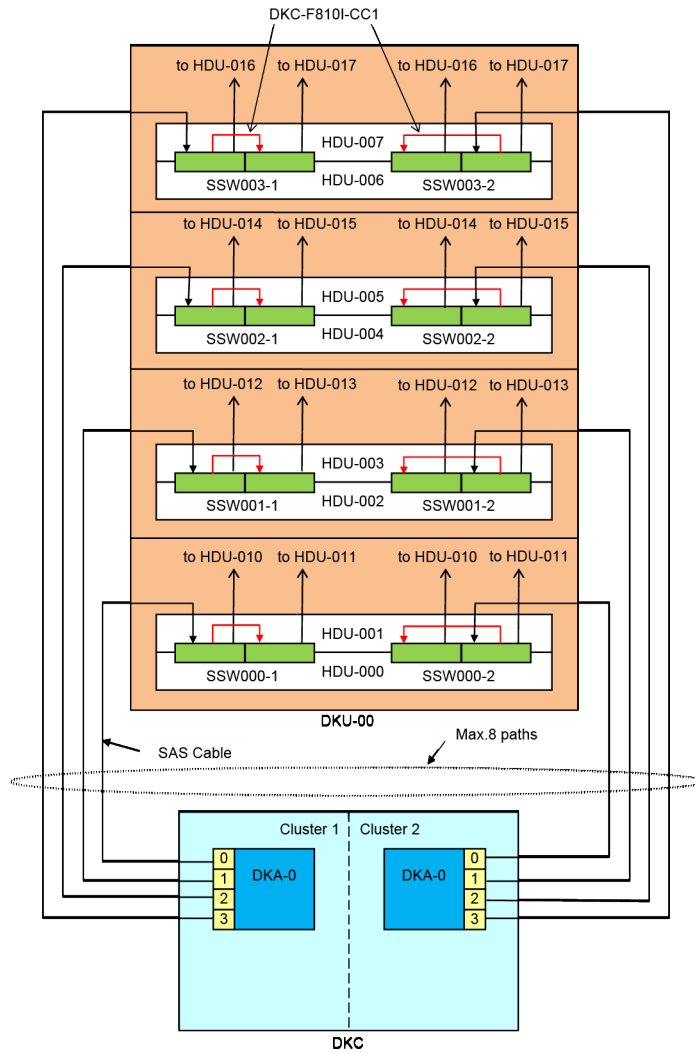 DKC-F810I-CC1
to HDU-016 to HDU-017 to HDU-016 to HDU-017
HDU-007
HDU-006
SSW003-1 SSW003-2
to HDU-014 to HDU-015 to HDU-014 to HDU-015
HDU-005
HDU-004
SSW002-1 SSW002-2
to HDU-012 to HDU-013 to HDU-012 to HDU-013
HDU-003
HDU-002
SSW001-1 SSW001-2
to HDU-010 to HDU-011 to HDU-010 to HDU-011
HDU-001
HDU-000
SSW000-1 SSW000-2
DKU-00
SAS Cable
Max.8 paths
Cluster 1 Cluster 2
0 0
DKA-0 DKA-0
1 1
2 2
3 3
DKC